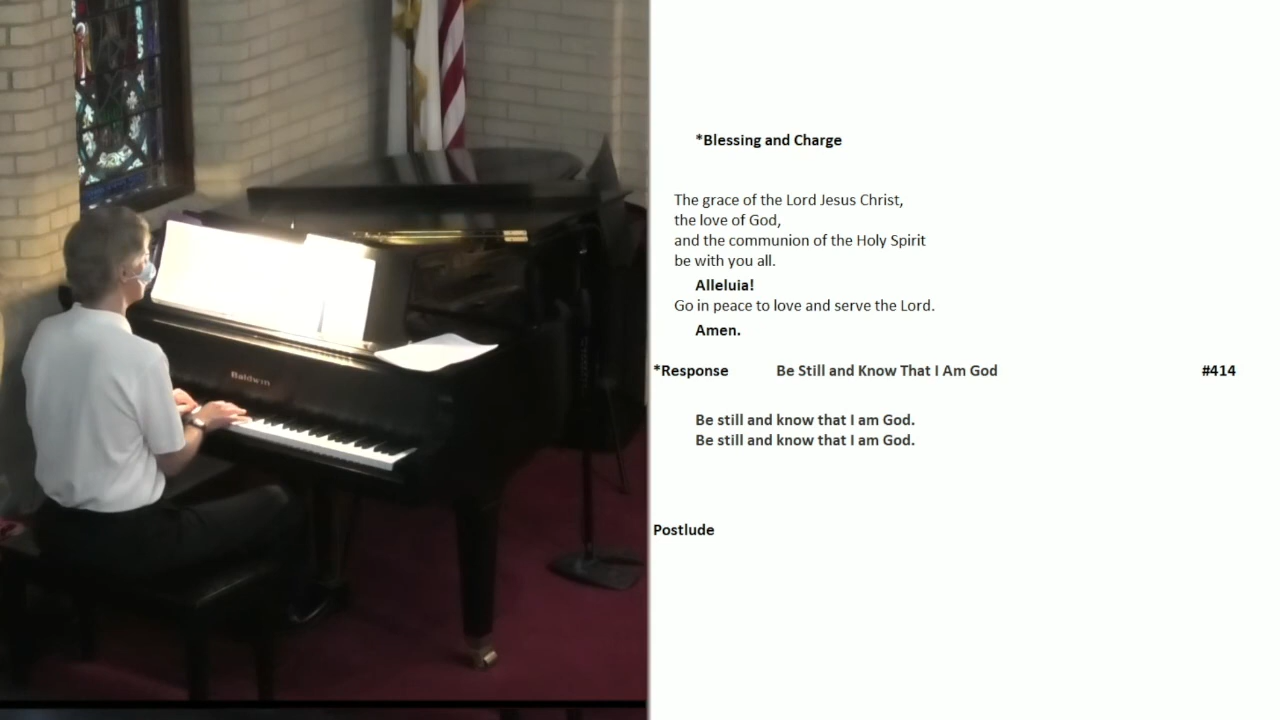 *Blessing and Charge
The grace of the Lord Jesus Christ,
the love of God,
and the communion of the Holy Spirit
be with you all.
Alleluia!
Go in peace to love and serve the Lord.
Amen.
*Response Be Still and Know That I Am God #414
Be still and know that I am God.
Be still and know that I am God.
Postlude
Baldwin